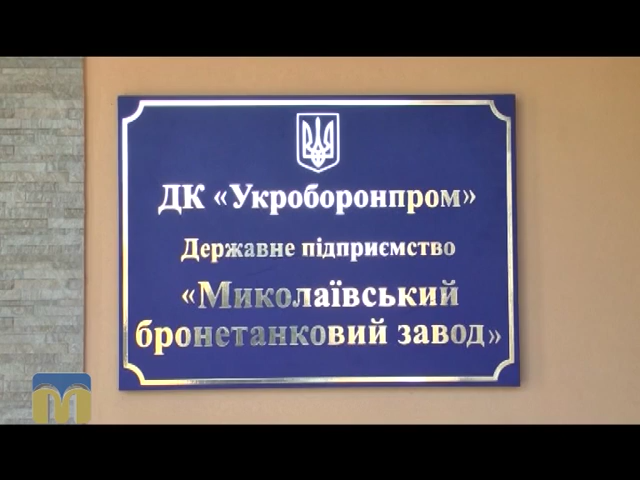 ДК «Укроборонпром»
Державне підприємство
«Миколаївський
бронетанковий завод»
М